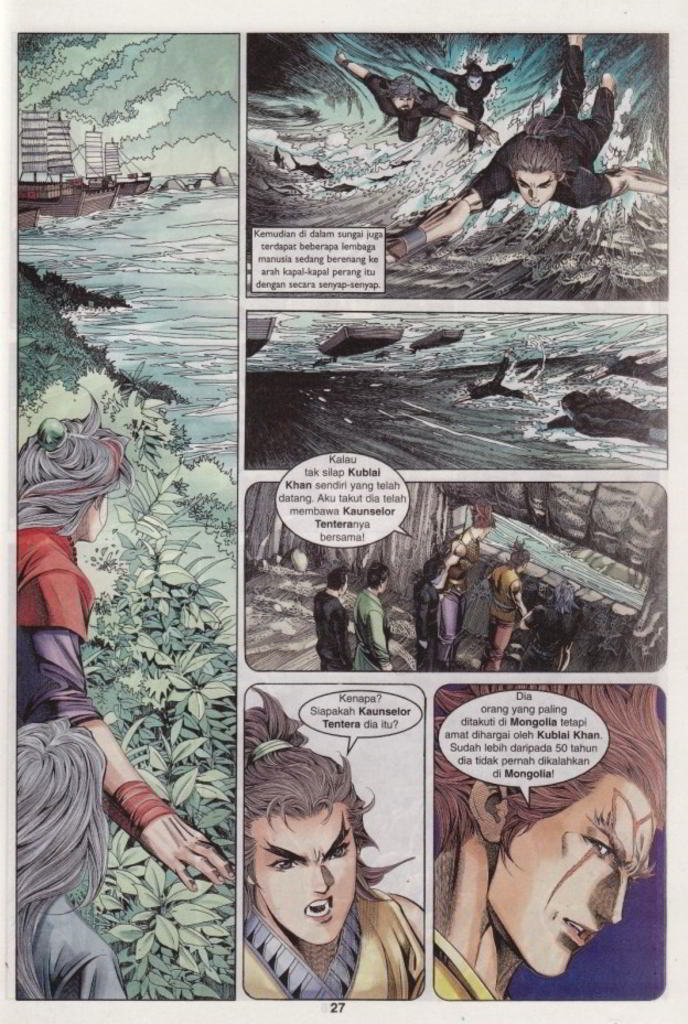 Kemudian di dalam sungai juga
terdapat beberapa lembaga
manusia sedang berenang ke
arah kapal-kapal perang itu
dengan secara senyap-senyap.
Kalau
tak silap Kublai
Khan sendiri yang telah
datang. Aku takut dia telah
membawa Kaunselor
Tenteranya
bersama!
Kenapa?
Siapakah Kaunselor
Tentera dia itu?
Dia
orang yang paling
ditakuti di Mongolia tetapi
amat dihargai oleh Kublai Khan.
Sudah lebih daripada 50 tahun
dia tidak pernah dikalahkan
di Mongolia!
27